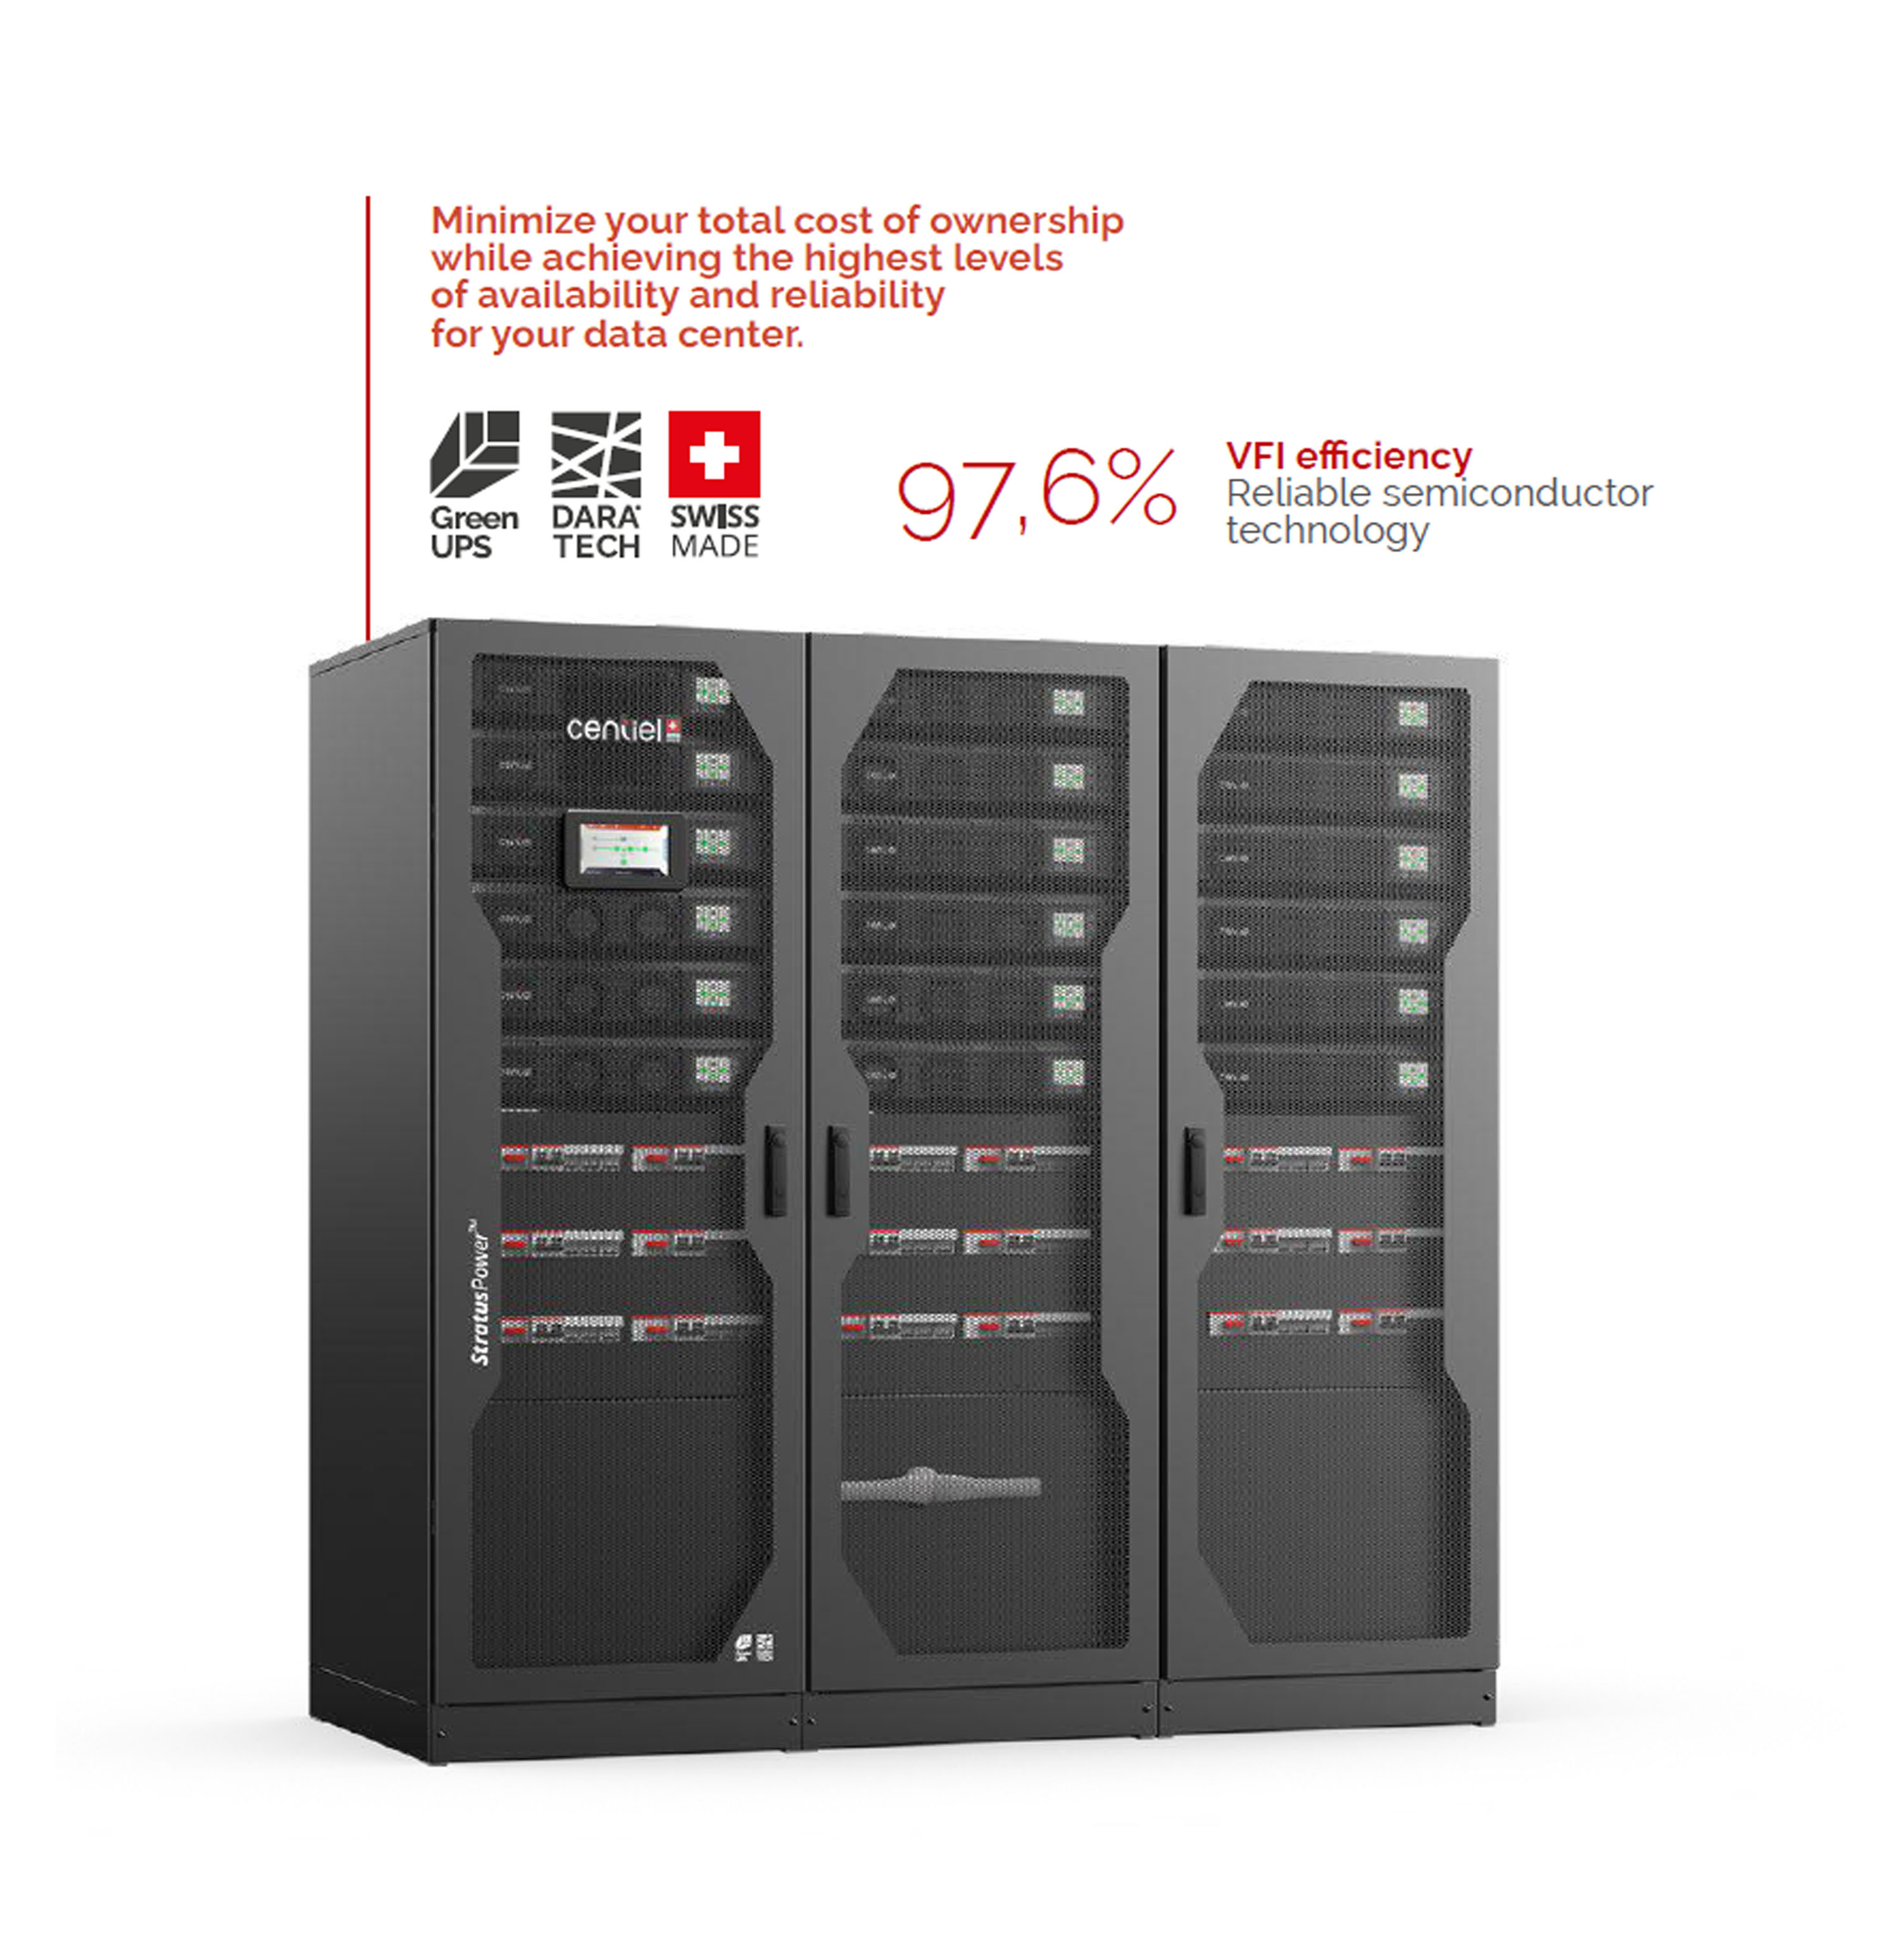 Minimize your total cost of ownership
while achieving the highest levels
of availability and reliability
for your data center.
Green
UPS
DARA
TECH
SWISS
MADE
97,6%
VFI efficiency
Reliable semiconductor
technology
centiel
StratusPower™